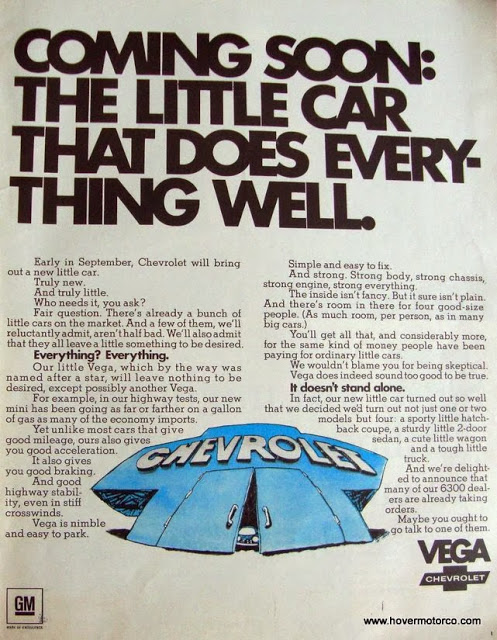 COMING SOON:
THE LITTLE CAR
THAT DOES EVERY-
THING WELL.
Early in September, Chevrolet will bring
out a new little car.
Truly new.
And truly little.
Who needs it, you ask?
Fair question. There's already a bunch of
little cars on the market. And a few of them, we'll
reluctantly admit, aren't half bad. We'll also admit
that they all leave a little something to be desired.
Everything? Everything.
Our little Vega, which by the way was
named after a star, will leave nothing to be
desired, except possibly another Vega.
For example, in our highway tests, our new
mini has been going as far or farther on a gallon
of gas as many of the economy imports.
Yet unlike most cars that give
good mileage, ours also gives
you good acceleration.
It also gives
you good braking.
And good
highway stabil-
ity, even in stiff
crosswinds.
Vega is nimble
and easy to park.
Simple and easy to fix.
And strong. Strong body, strong chassis,
strong engine, strong everything.
The inside isn't fancy. But it sure isn't plain.
And there's room in there for four good-size
people. (As much room, per person, as in many
big cars.)
You'll get all that, and considerably more,
for the same kind of money people have been
paying for ordinary little cars.
We wouldn't blame you for being skeptical.
Vega does indeed sound too good to be true.
It doesn't stand alone.
In fact, our new little car turned out so well
that we decided we'd turn out not just one or two
models but four: a sporty little hatch-
back coupe, a sturdy little 2-door
sedan, a cute little wagon
and a tough little
truck.
And we're delight-
ed to announce that
many of our 6300 deal-
ers are already taking
orders.
Maybe you ought to
go talk to one of them.
CHEVROLET
VEGA
CHEVROLET
GM
MARK OF EXCELLENCE
www.hovermotorco.com